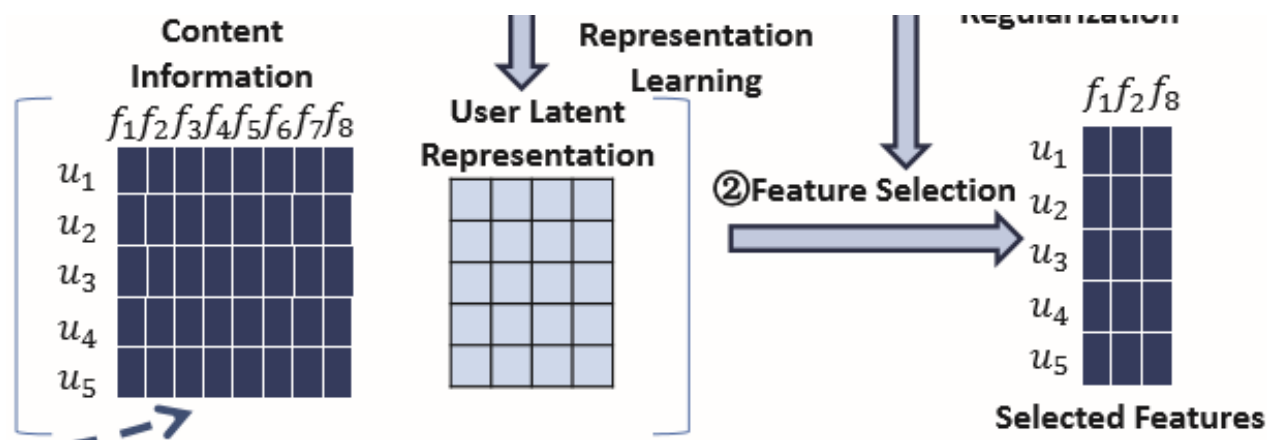 Content
Information
f₁f₂f₃f₄f₅f₆f₇f₈
u₁
u₂
u₃
u₄
u₅
Representation
Learning
User Latent
Representation
Regularization
②Feature Selection
f₁f₂f₈
u₁
u₂
u₃
u₄
u₅
Selected Features